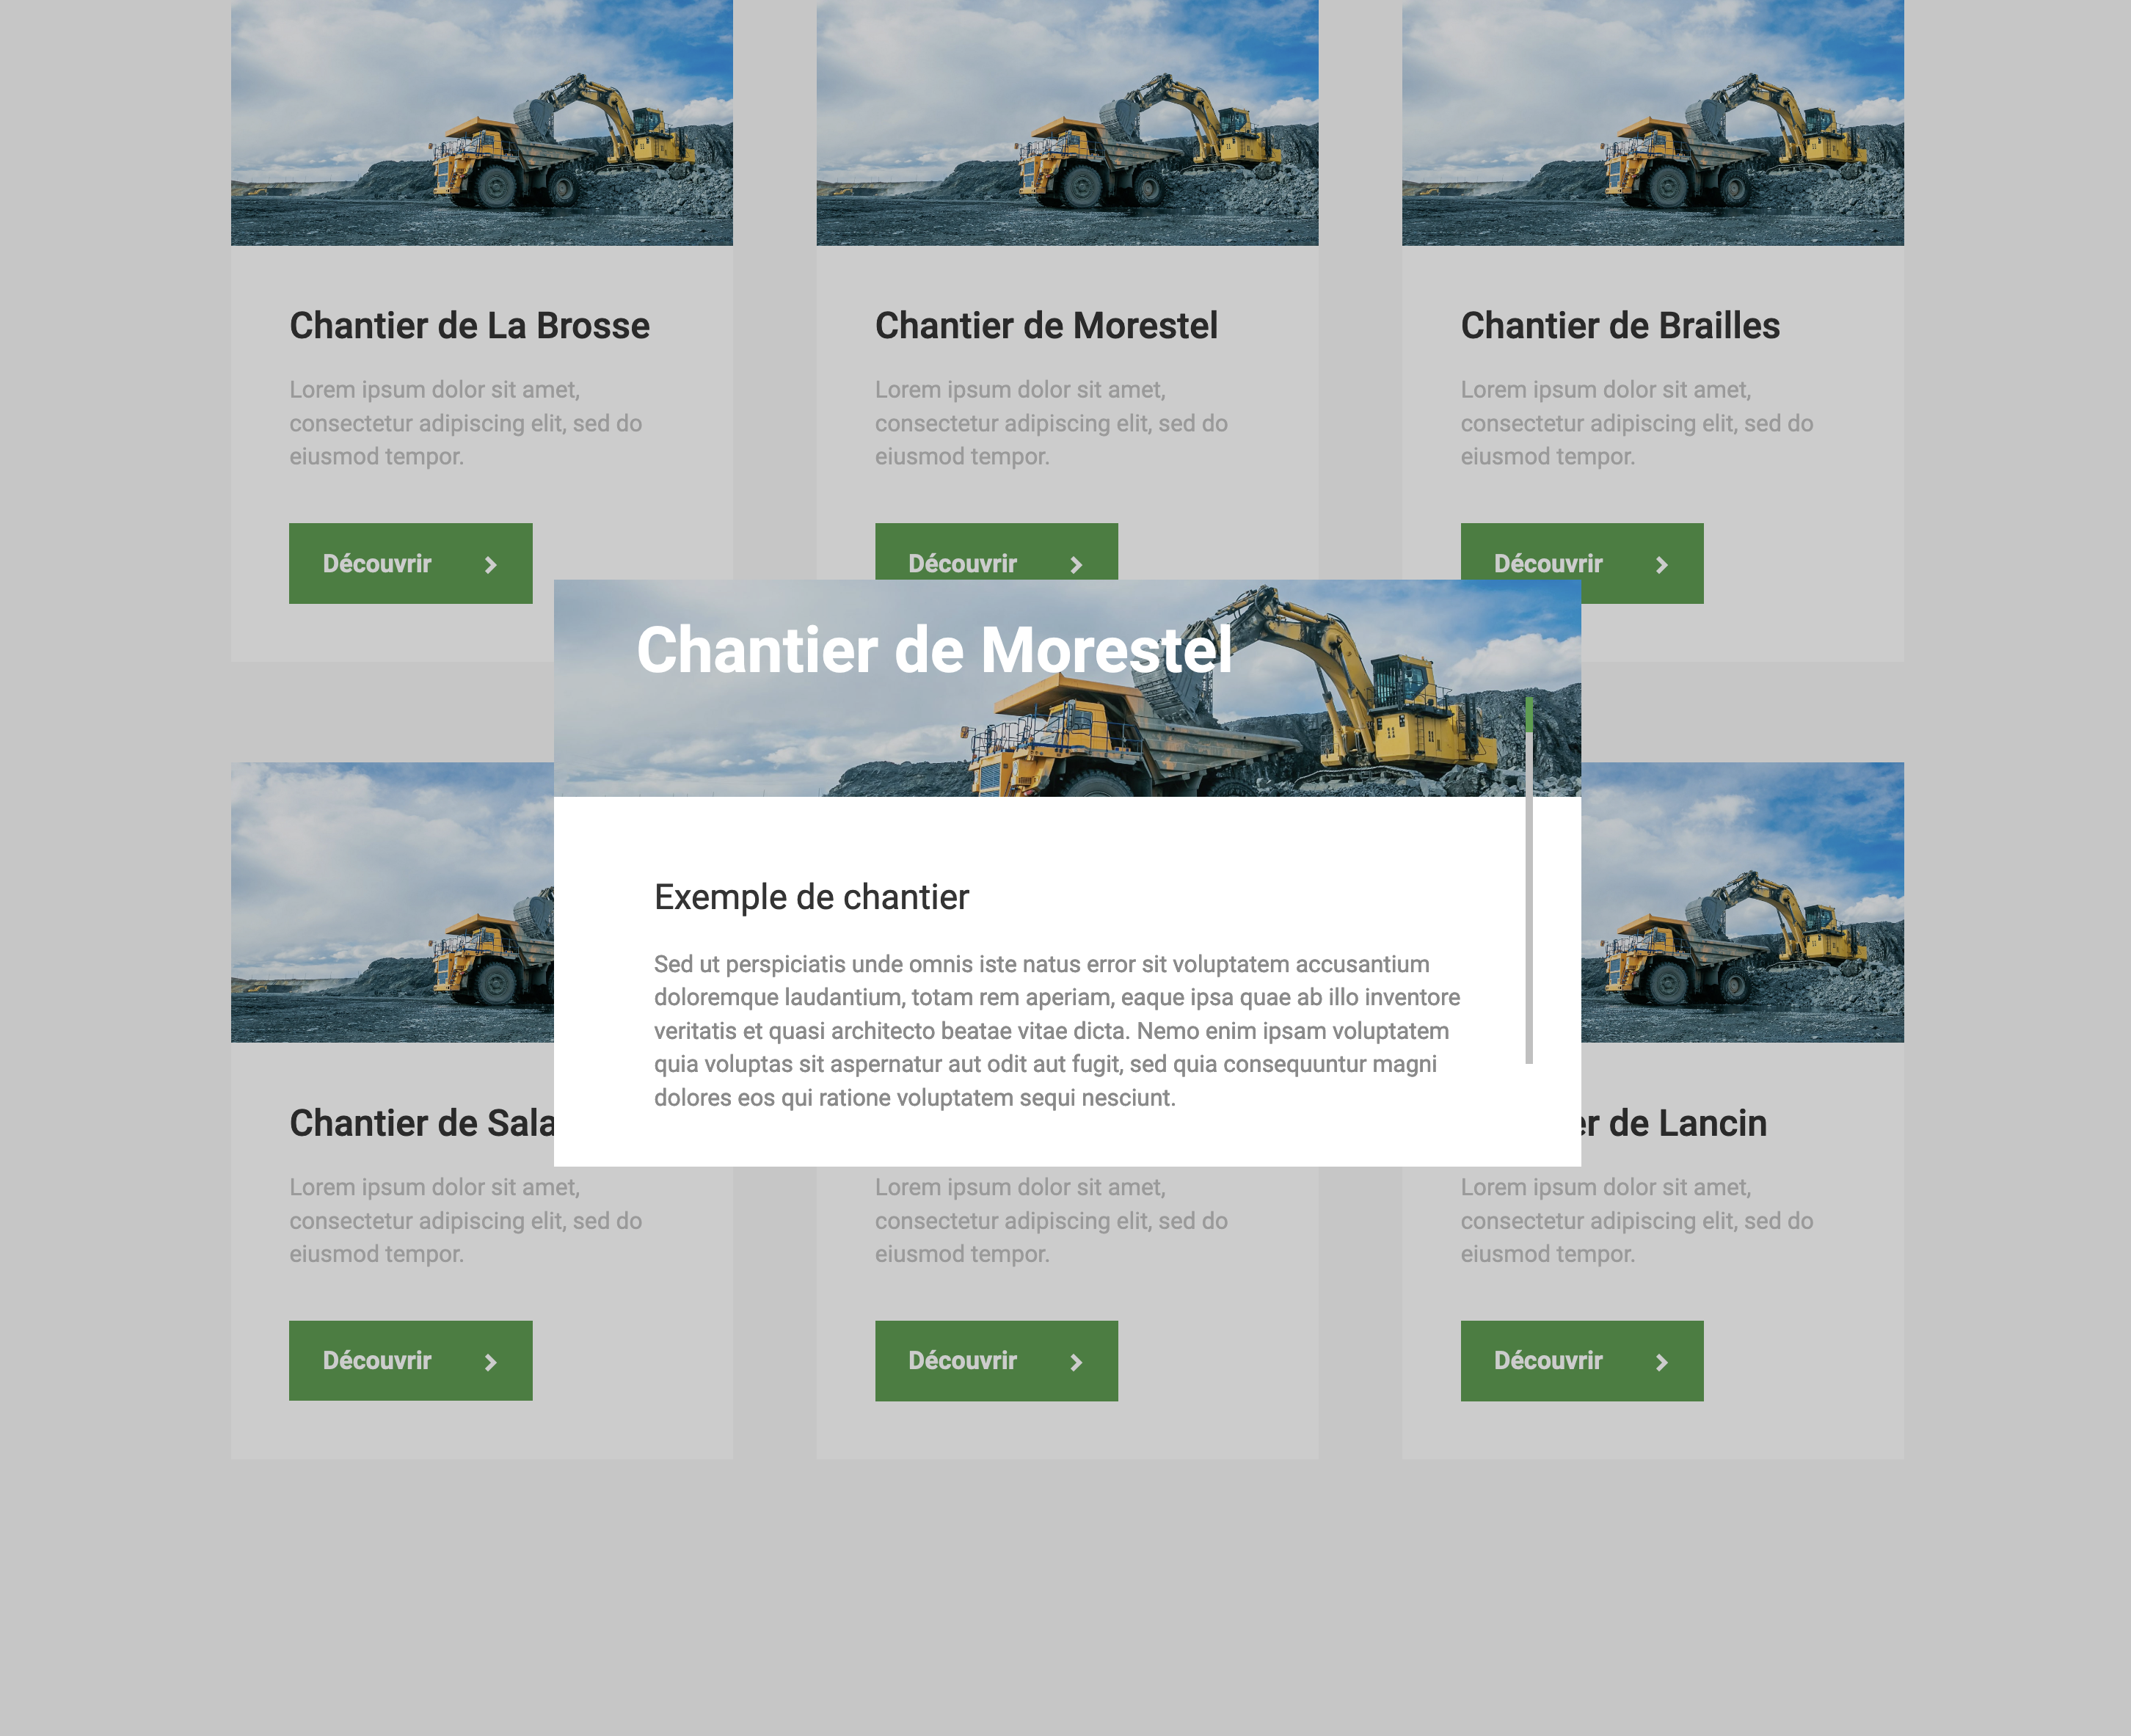 Chantier de La Brosse
Lorem ipsum dolor sit amet,
consectetur adipiscing elit, sed do
eiusmod tempor.
Découvrir
Chantier de Morestel
Lorem ipsum dolor sit amet,
consectetur adipiscing elit, sed do
eiusmod tempor.
Découvrir
Chantier de Brailles
Lorem ipsum dolor sit amet,
consectetur adipiscing elit, sed do
eiusmod tempor.
Découvrir
Chantier de Morestel
Exemple de chantier
Sed ut perspiciatis unde omnis iste natus error sit voluptatem accusantium
doloremque laudantium, totam rem aperiam, eaque ipsa quae ab illo inventore
veritatis et quasi architecto beatae vitae dicta. Nemo enim ipsam voluptatem
quia voluptas sit aspernatur aut odit aut fugit, sed quia consequuntur magni
dolores eos qui ratione voluptatem sequi nesciunt.
Chantier de Sala
Lorem ipsum dolor sit amet,
consectetur adipiscing elit, sed do
eiusmod tempor.
Découvrir
Lorem ipsum dolor sit amet,
consectetur adipiscing elit, sed do
eiusmod tempor.
Découvrir
er de Lancin
Lorem ipsum dolor sit amet,
consectetur adipiscing elit, sed do
eiusmod tempor.
Découvrir